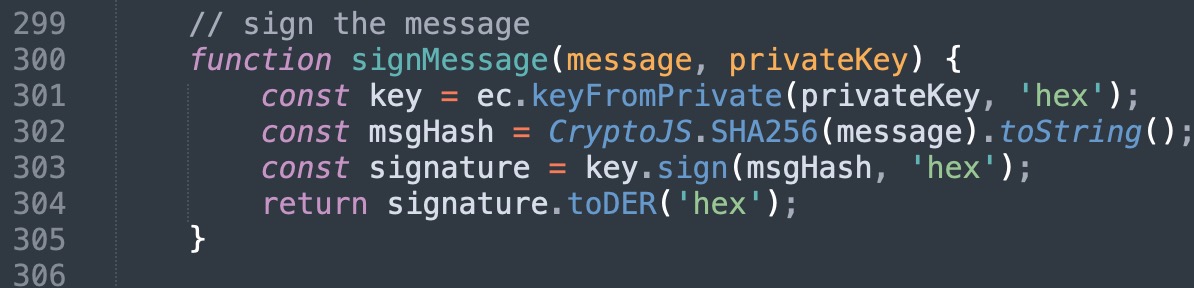 299 // sign the message
300 function signMessage(message, privateKey) {
301 const key = ec.keyFromPrivate(privateKey, 'hex');
302 const msgHash = CryptoJS.SHA256(message).toString();
303 const signature = key.sign(msgHash, 'hex');
304 return signature.toDER('hex');
305 }
306